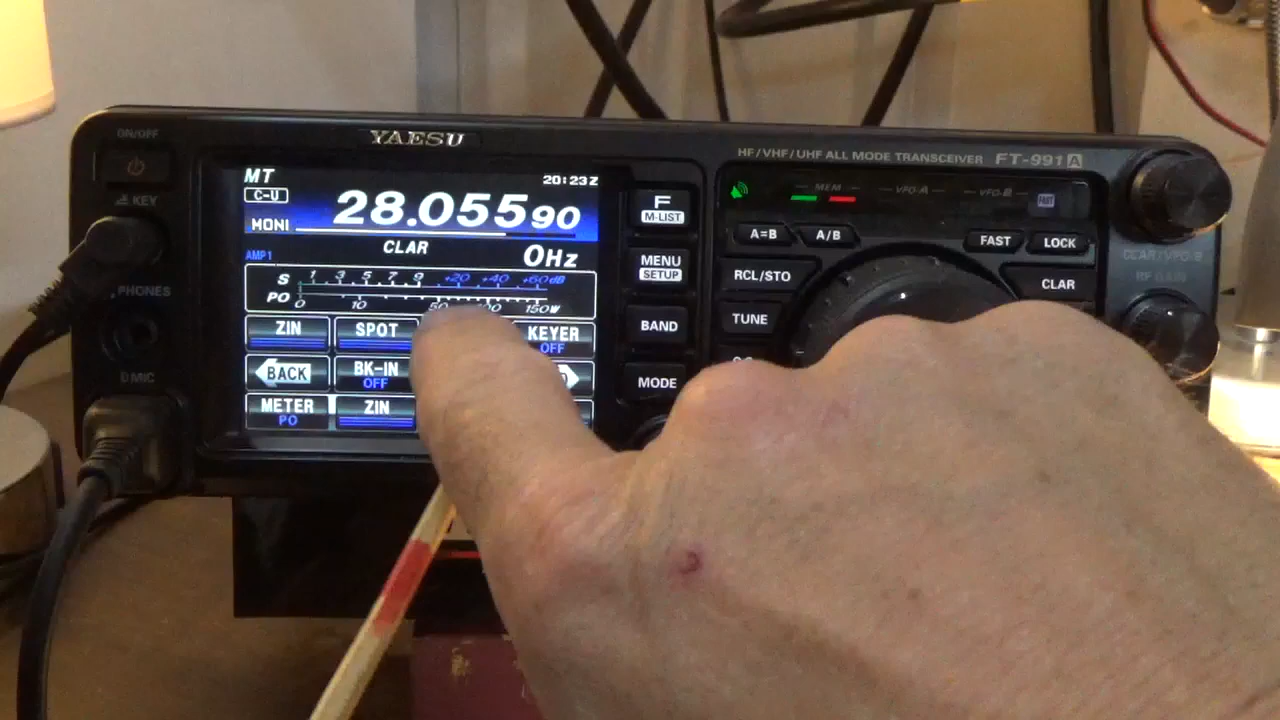 ON/OFF
YAESU
HF/VHF/UHF ALL MODE TRANSCEIVER FT-991A
KEY
MT
20:23Z
C-U
28.05590
MONI
CLAR
AMP1
0Hz
S 1 3 5 7 9 +20 +40 +60dB
PO 0 10 50 150W
ZIN SPOT KEYER
OFF
BACK BK-IN
OFF
METER
PO
ZIN
PHONES
MIC
F
M-LIST
MENU
SETUP
BAND
MODE
MEM VFO-A VFO-B
FAST
A=B A/B FAST LOCK
RCL/STO
TUNE
CLAR/VFO-B
CLAR